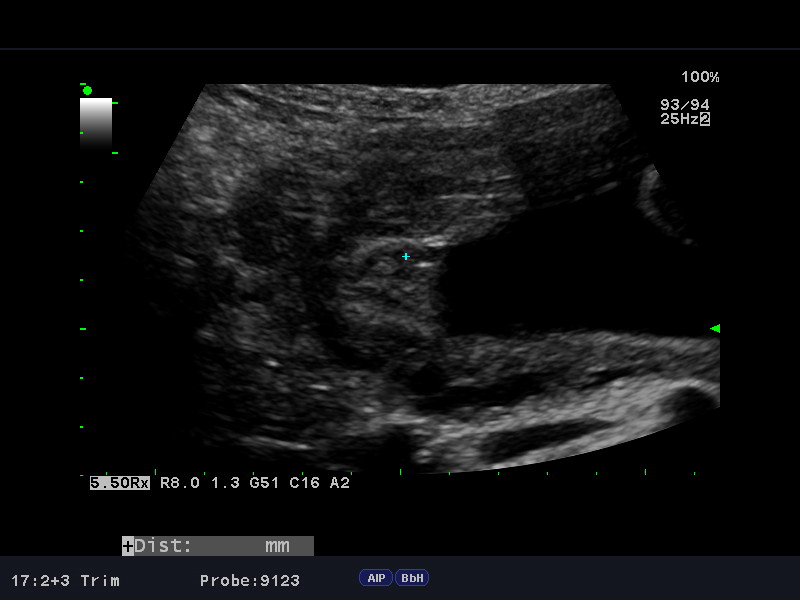 100%
93/94
25Hz2
5.50Rx R8.0 1.3 G51 C16 A2
+Dist: mm
17:2+3 Trim Probe:9123 AIP BbH